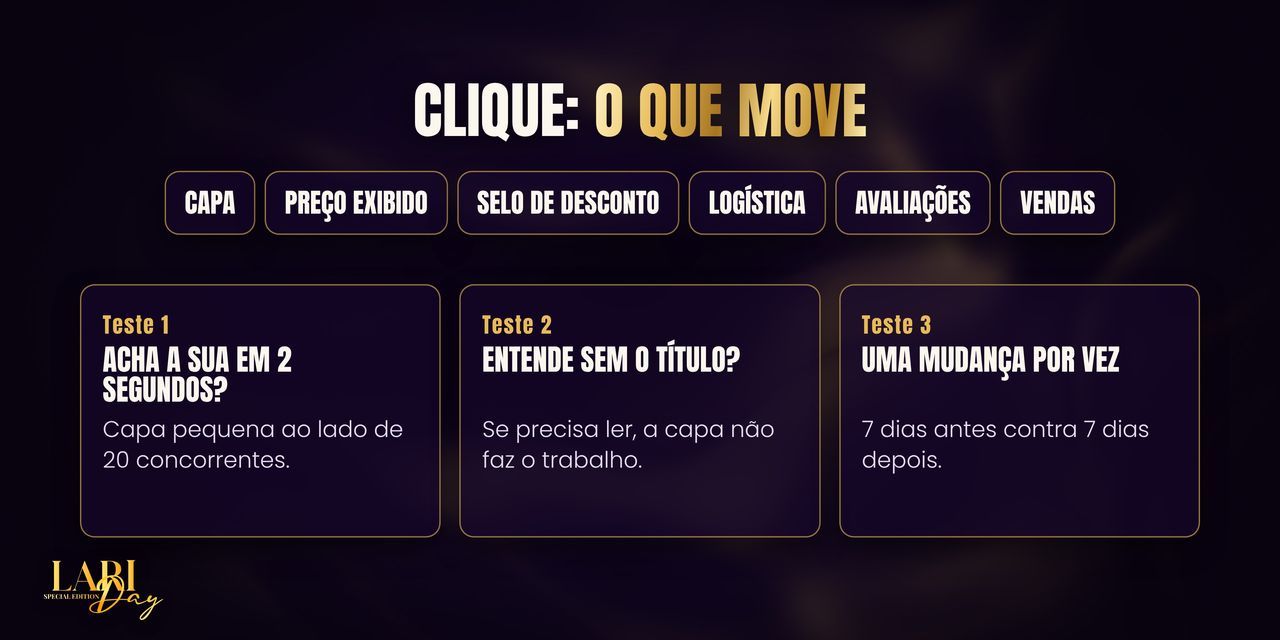 CLIQUE: O QUE MOVE
CAPA
PREÇO EXIBIDO
SELO DE DESCONTO
LOGÍSTICA
AVALIAÇÕES
VENDAS
Teste 1
ACHA A SUA EM 2
SEGUNDOS?
Capa pequena ao lado de
20 concorrentes.
Teste 2
ENTENDE SEM O TÍTULO?
Se precisa ler, a capa não
faz o trabalho.
Teste 3
UMA MUDANÇA POR VEZ
7 dias antes contra 7 dias
depois.
LABI
SPECIAL EDITION
Day